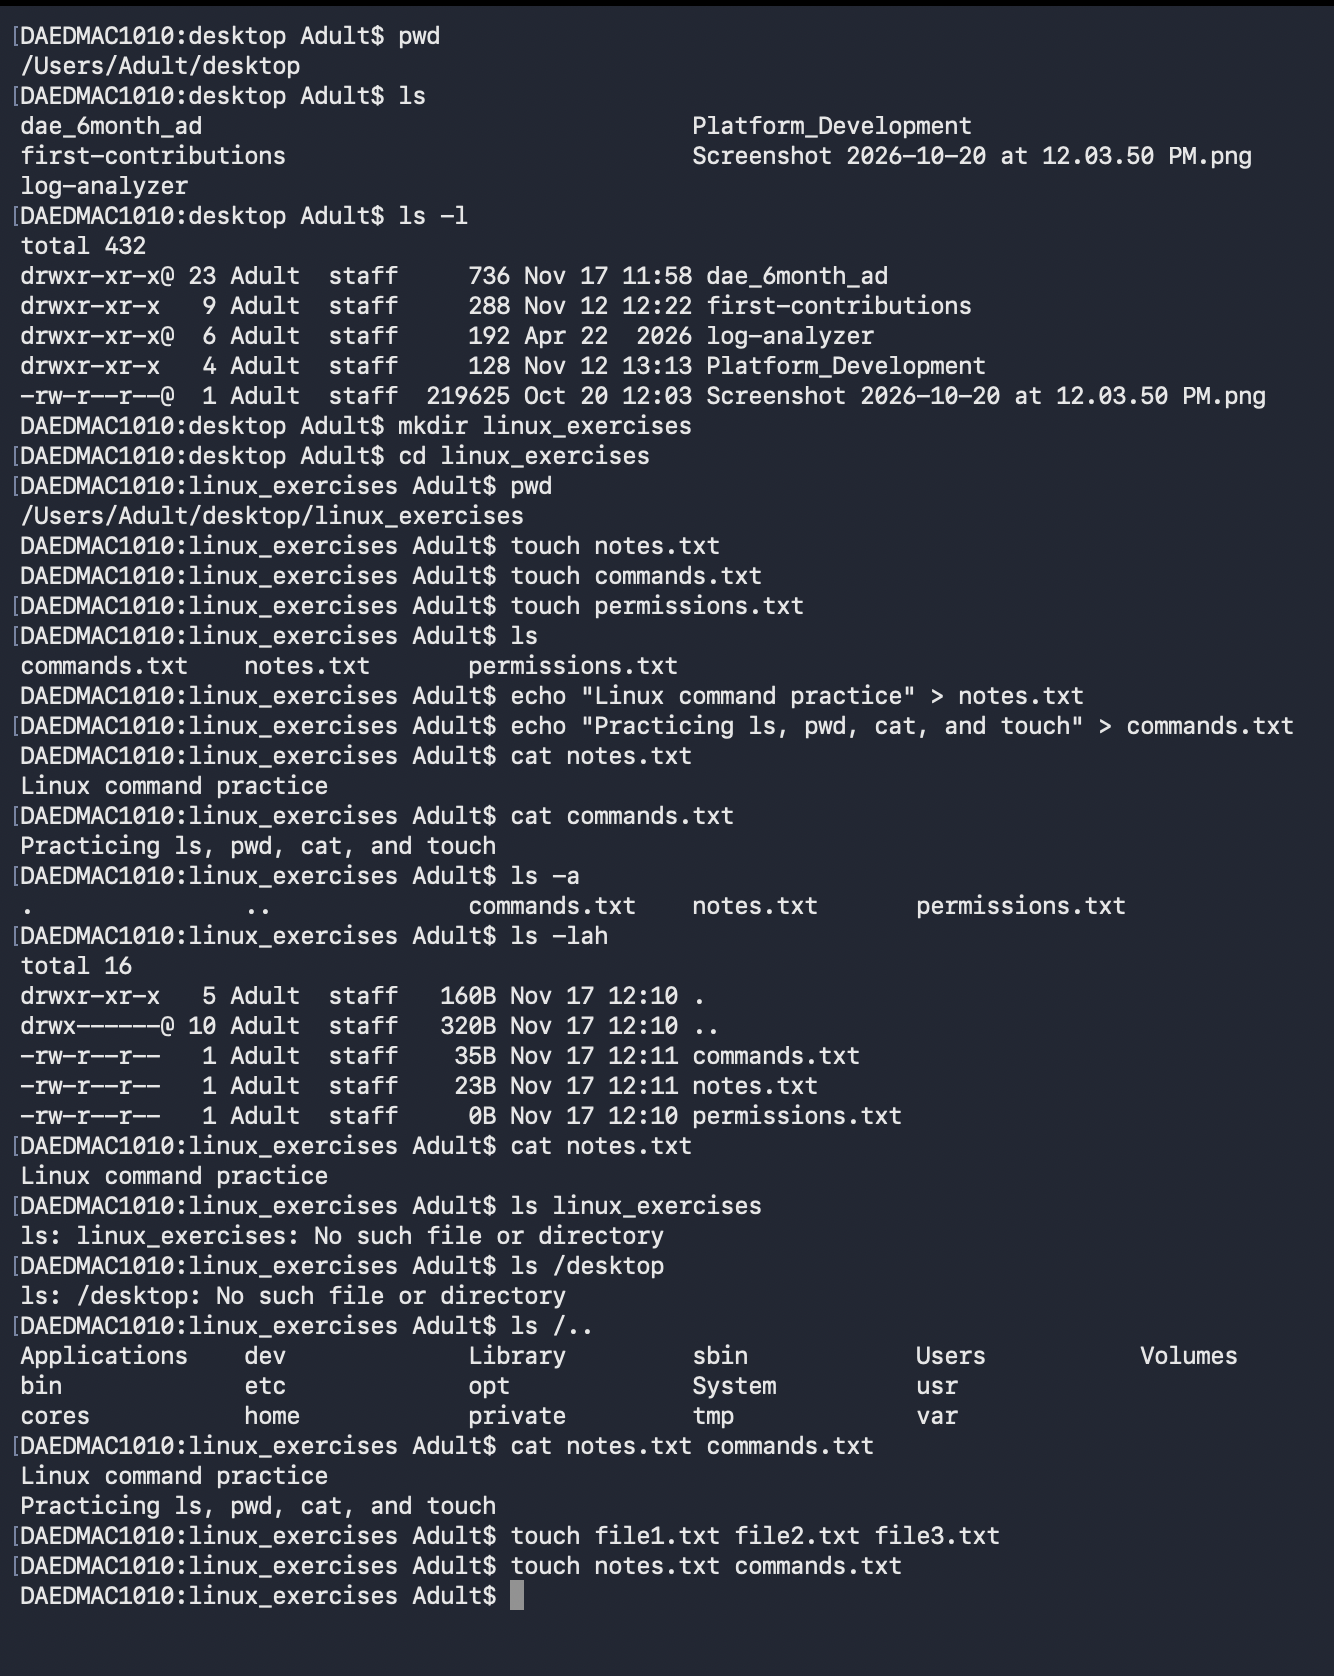 [DAEDMAC1010:desktop Adult$ pwd
/Users/Adult/desktop
[DAEDMAC1010:desktop Adult$ ls
dae_6month_ad Platform_Development
first-contributions Screenshot 2026-10-20 at 12.03.50 PM.png
log-analyzer
[DAEDMAC1010:desktop Adult$ ls -l
total 432
drwxr-xr-x@ 23 Adult  staff     736 Nov 17 11:58 dae_6month_ad
drwxr-xr-x   9 Adult  staff     288 Nov 12 12:22 first-contributions
drwxr-xr-x@  6 Adult  staff     192 Apr 22  2026 log-analyzer
drwxr-xr-x   4 Adult  staff     128 Nov 12 13:13 Platform_Development
-rw-r--r--@  1 Adult  staff  219625 Oct 20 12:03 Screenshot 2026-10-20 at 12.03.50 PM.png
DAEDMAC1010:desktop Adult$ mkdir linux_exercises
[DAEDMAC1010:desktop Adult$ cd linux_exercises
[DAEDMAC1010:linux_exercises Adult$ pwd
/Users/Adult/desktop/linux_exercises
DAEDMAC1010:linux_exercises Adult$ touch notes.txt
DAEDMAC1010:linux_exercises Adult$ touch commands.txt
[DAEDMAC1010:linux_exercises Adult$ touch permissions.txt
[DAEDMAC1010:linux_exercises Adult$ ls
commands.txt    notes.txt       permissions.txt
DAEDMAC1010:linux_exercises Adult$ echo "Linux command practice" > notes.txt
[DAEDMAC1010:linux_exercises Adult$ echo "Practicing ls, pwd, cat, and touch" > commands.txt
DAEDMAC1010:linux_exercises Adult$ cat notes.txt
Linux command practice
[DAEDMAC1010:linux_exercises Adult$ cat commands.txt
Practicing ls, pwd, cat, and touch
[DAEDMAC1010:linux_exercises Adult$ ls -a
.               ..              commands.txt    notes.txt       permissions.txt
[DAEDMAC1010:linux_exercises Adult$ ls -lah
total 16
drwxr-xr-x   5 Adult  staff   160B Nov 17 12:10 .
drwx------@ 10 Adult  staff   320B Nov 17 12:10 ..
-rw-r--r--   1 Adult  staff    35B Nov 17 12:11 commands.txt
-rw-r--r--   1 Adult  staff    23B Nov 17 12:11 notes.txt
-rw-r--r--   1 Adult  staff     0B Nov 17 12:10 permissions.txt
[DAEDMAC1010:linux_exercises Adult$ cat notes.txt
Linux command practice
[DAEDMAC1010:linux_exercises Adult$ ls linux_exercises
ls: linux_exercises: No such file or directory
[DAEDMAC1010:linux_exercises Adult$ ls /desktop
ls: /desktop: No such file or directory
[DAEDMAC1010:linux_exercises Adult$ ls /..
Applications    dev             Library         sbin            Users           Volumes
bin             etc             opt             System          usr
cores           home            private         tmp             var
[DAEDMAC1010:linux_exercises Adult$ cat notes.txt commands.txt
Linux command practice
Practicing ls, pwd, cat, and touch
[DAEDMAC1010:linux_exercises Adult$ touch file1.txt file2.txt file3.txt
[DAEDMAC1010:linux_exercises Adult$ touch notes.txt commands.txt
DAEDMAC1010:linux_exercises Adult$